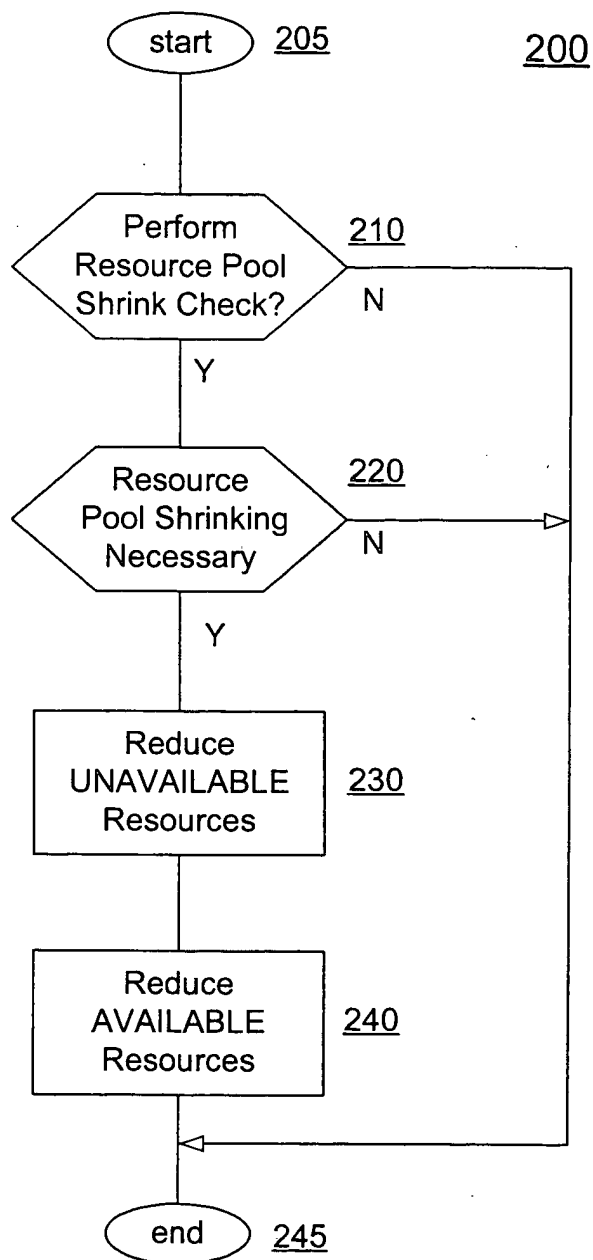 start 205
200
Perform
Resource Pool
Shrink Check?
210
N
Y
Resource
Pool Shrinking
Necessary
220
N
Y
Reduce
UNAVAILABLE
Resources
230
Reduce
AVAILABLE
Resources
240
end 245